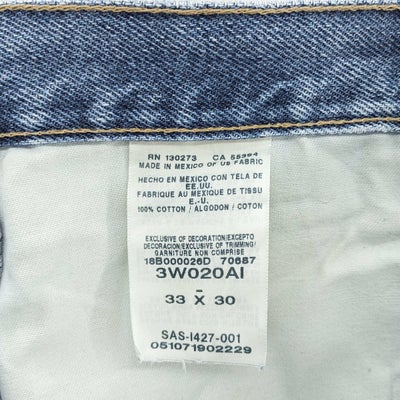 RN 130273 CA 55394
MADE IN MEXICO OF US FABRIC
HECHO EN MEXICO CON TELA DE
EE.UU.
FABRIQUE AU MEXIQUE DE TISSU
E.-U.
100% COTTON / ALGODON / COTON
EXCLUSIVE OF DECORATION/EXCEPTO
DECORACION/EXCLUSIVE OF TRIMMING/
GARNITURE NON COMPRISE
18B000026D 70687
3W020AI
-
33 X 30
SAS-I427-001
051071902229